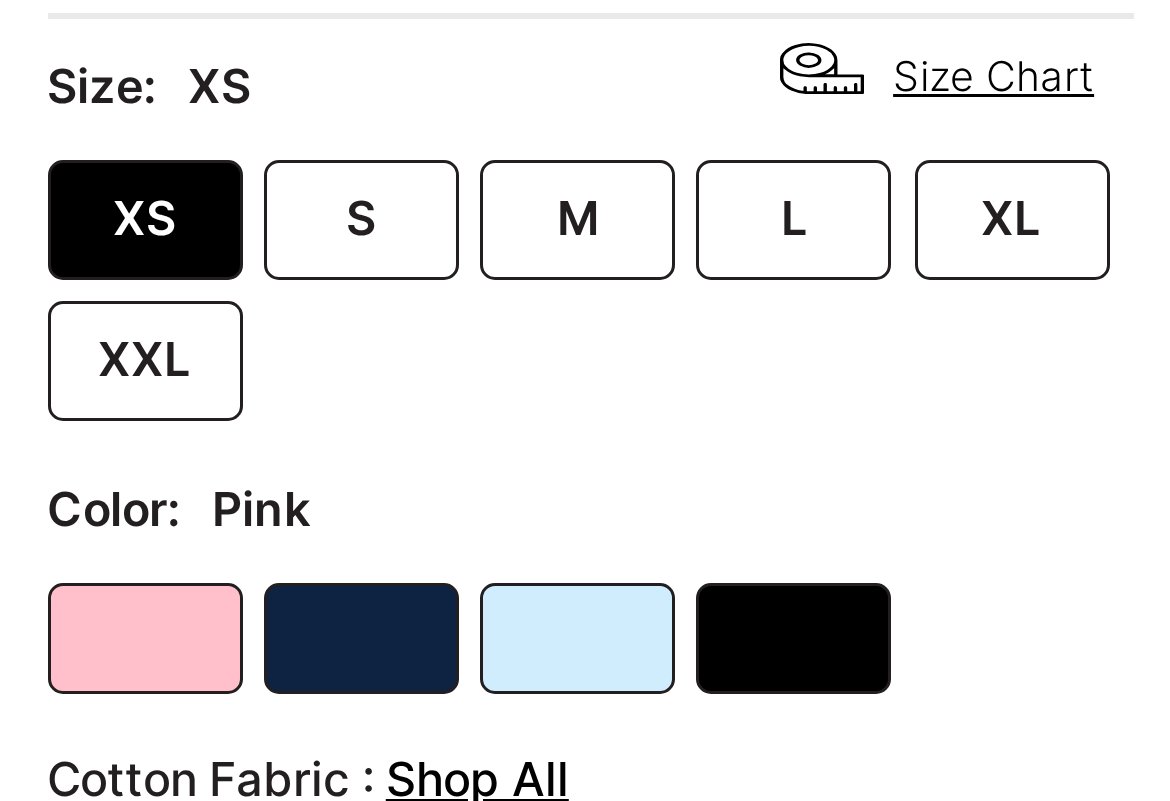 Size: XS
Size Chart
XS S M L XL
XXL
Color: Pink
Cotton Fabric : Shop All